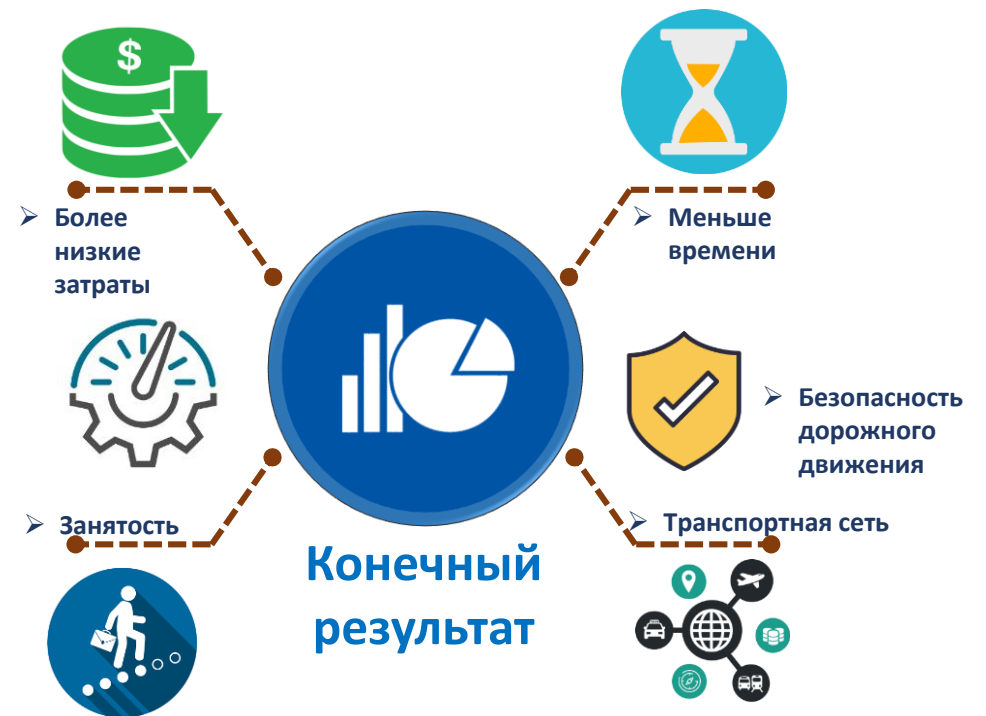 $
➢ Более
низкие
затраты
➢ Меньше
времени
➢ Безопасность
дорожного
движения
➢ Занятость
➢ Транспортная сеть
Конечный
результат